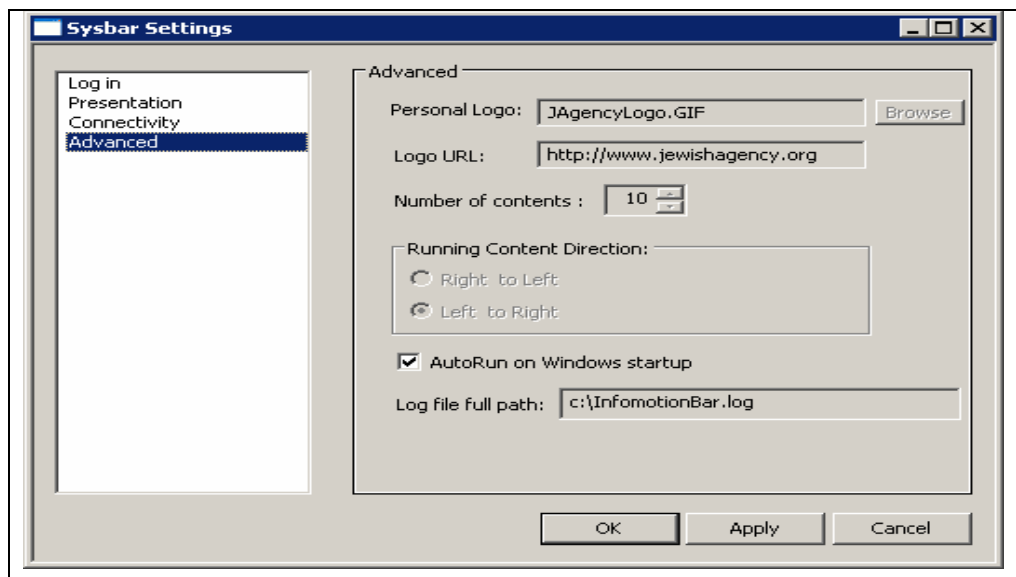 Sysbar Settings
Log in
Presentation
Connectivity
Advanced
Advanced
Personal Logo: JAgencyLogo.GIF Browse
Logo URL: http://www.jewishagency.org
Number of contents : 10
Running Content Direction:
Right to Left
Left to Right
AutoRun on Windows startup
Log file full path: c:\InfomotionBar.log
OK Apply Cancel